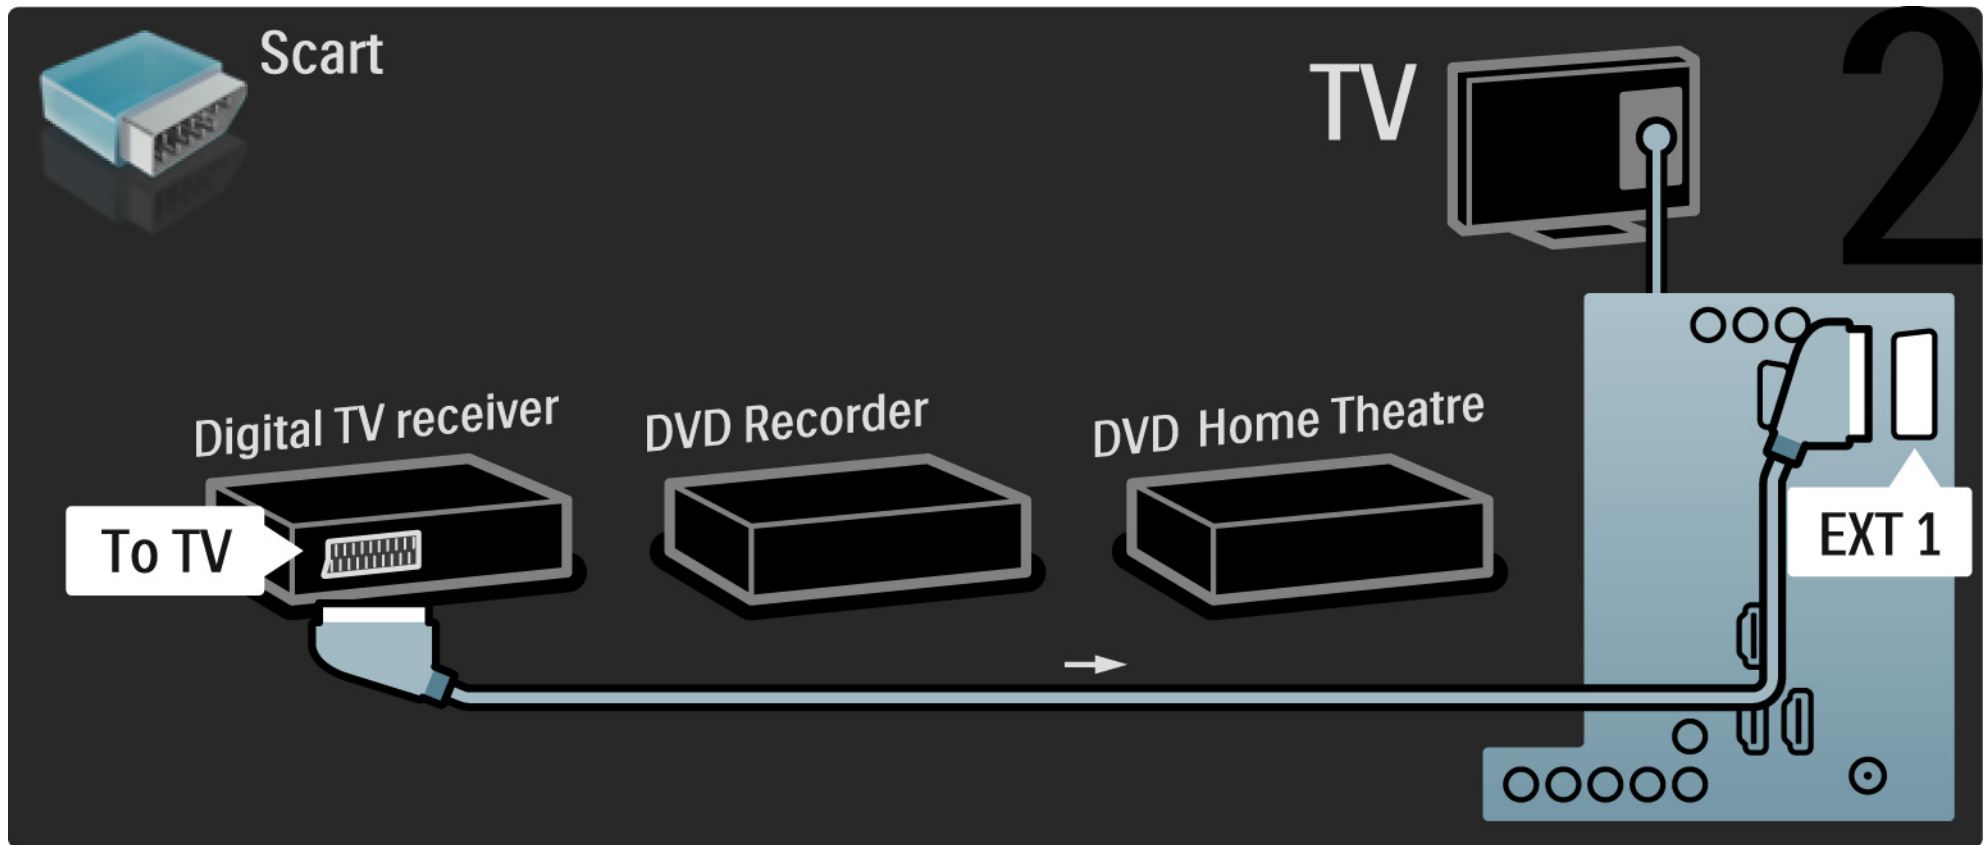 Scart
TV
2
Digital TV receiver
DVD Recorder
DVD Home Theatre
To TV
EXT 1